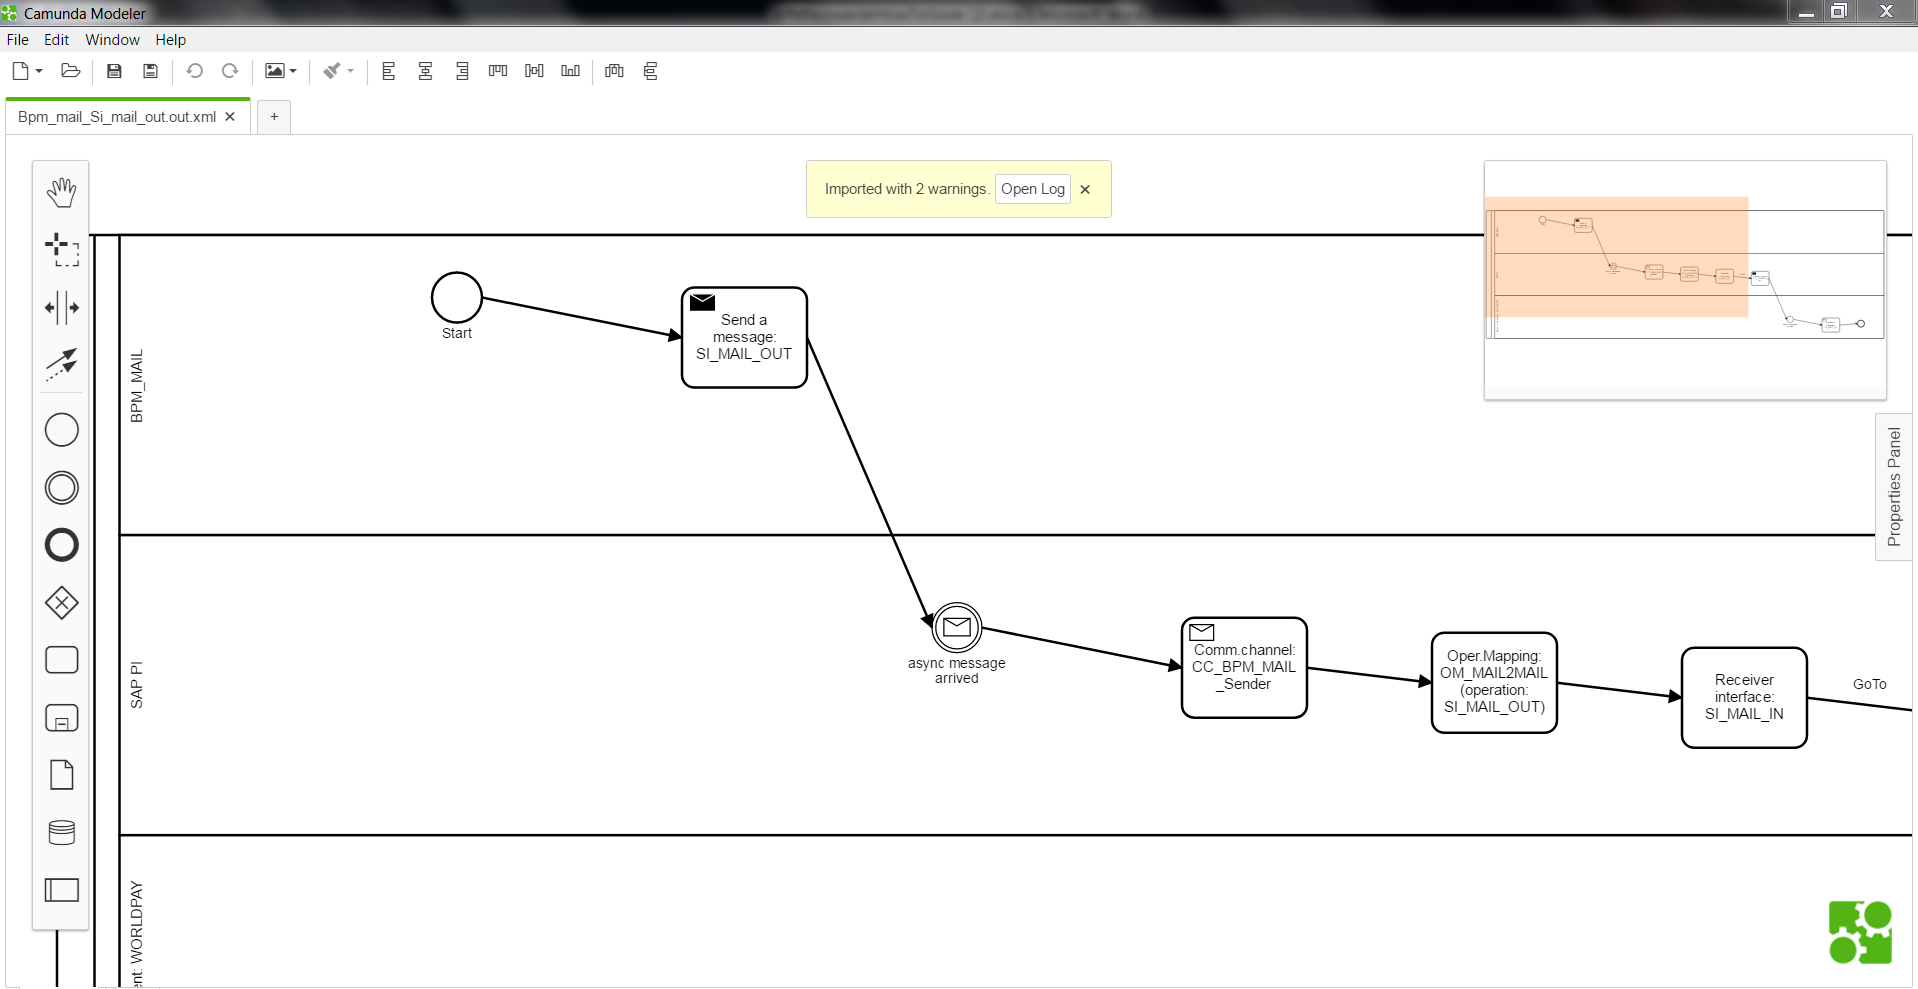 Camunda Modeler
File Edit Window Help
Bpm_mail_Si_mail_out.out.xml
+
Imported with 2 warnings. Open Log
Start
Send a
message:
SI_MAIL_OUT
BPM_MAIL
Properties Panel
async message
arrived
Comm.channel:
CC_BPM_MAIL
_Sender
Oper.Mapping:
OM_MAIL2MAIL
(operation:
SI_MAIL_OUT)
Receiver
interface:
SI_MAIL_IN
GoTo
SAP PI
ent: WORLDPAY